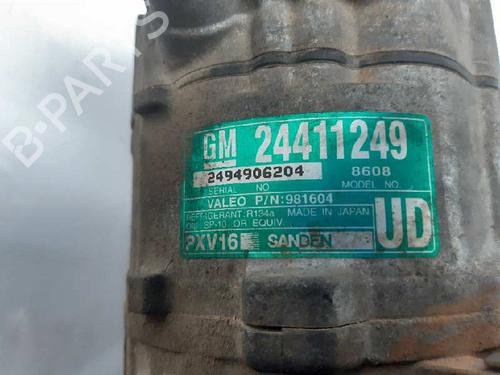 GM 24411249
2494906204 8608
SERIAL NO MODEL NO.
VALEO P/N:981604
REFRIGERANT:R134a MADE IN JAPAN
OIL SP-10 OR EQUIV.
PXV16 SANDEN UD
B-Parts